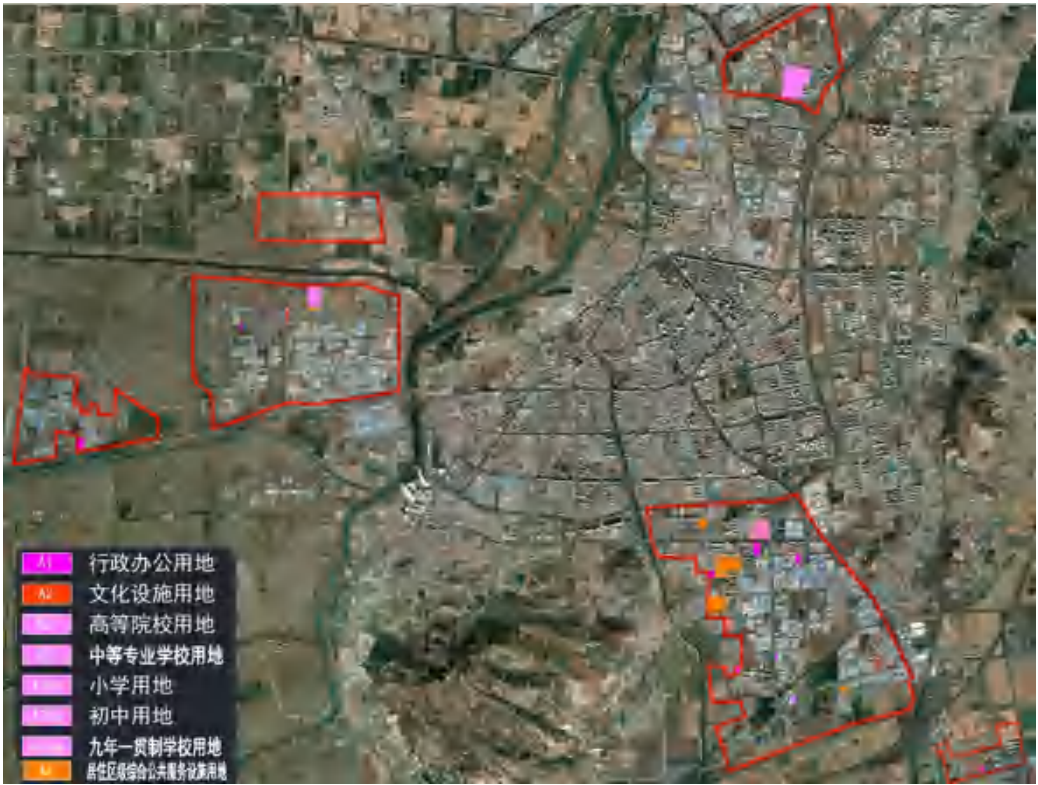 A1 行政办公用地
A2 文化设施用地
高等院校用地
中等专业学校用地
小学用地
初中用地
九年一贯制学校用地
居住区级综合公共服务设施用地